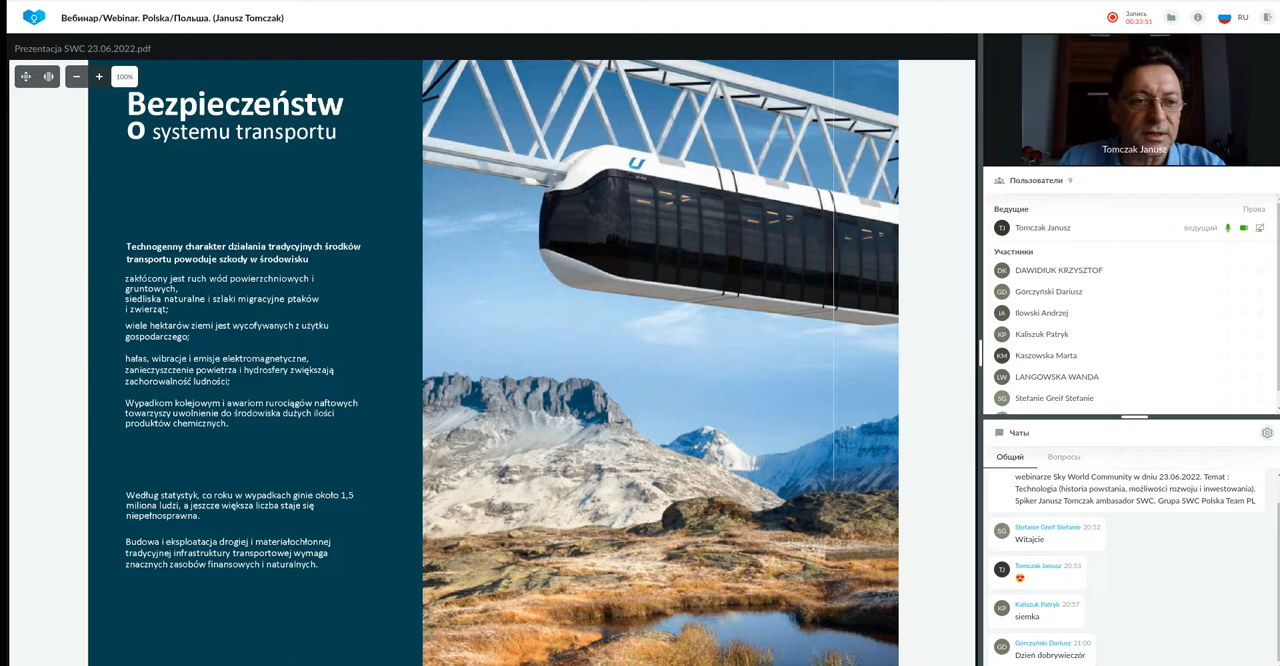 Вебинар/Webinar. Polska/Польша. (Janusz Tomczak)
Запись
00:33:51
RU
Prezentacja SWC 23.06.2022.pdf
100%
Bezpieczeństw
o systemu transportu
Technogenny charakter działania tradycyjnych środków
transportu powoduje szkody w środowisku
zakłócony jest ruch wód powierzchniowych i
gruntowych,
siedliska naturalne i szlaki migracyjne ptaków
i zwierząt;
wiele hektarów ziemi jest wycofywanych z użytku
gospodarczego;
hałas, wibracje i emisje elektromagnetyczne,
zanieczyszczenie powietrza i hydrosfery zwiększają
zachorowalność ludności;
Wypadkom kolejowym i awariom rurociągów naftowych
towarzyszy uwolnienie do środowiska dużych ilości
produktów chemicznych.
Według statystyk, co roku w wypadkach ginie około 1,5
miliona ludzi, a jeszcze większa liczba staje się
niepełnosprawna.
Budowa i eksploatacja drogiej i materiałochłonnej
tradycyjnej infrastruktury transportowej wymaga
znacznych zasobów finansowych i naturalnych.
Tomczak Janusz
Пользователи 9
Ведущие Права
TJ Tomczak Janusz ведущий
Участники
DK DAWIDIUK KRZYSZTOF
GD Górczyński Dariusz
IA Ilowski Andrzej
KP Kaliszuk Patryk
KM Kaszowska Marta
LW LANGOWSKA WANDA
SG Stefanie Greif Stefanie
Чаты
Общий Вопросы
webinarze Sky World Community w dniu 23.06.2022. Temat :
Technologia (historia powstania, możliwości rozwoju i inwestowania).
Spiker Janusz Tomczak ambasador SWC. Grupa SWC Polska Team PL
SG Stefanie Greif Stefanie 20:52
Witajcie
TJ Tomczak Janusz 20:53
😍
KP Kaliszuk Patryk 20:57
siemka
GD Górczyński Dariusz 21:00
Dzień dobrywieczór